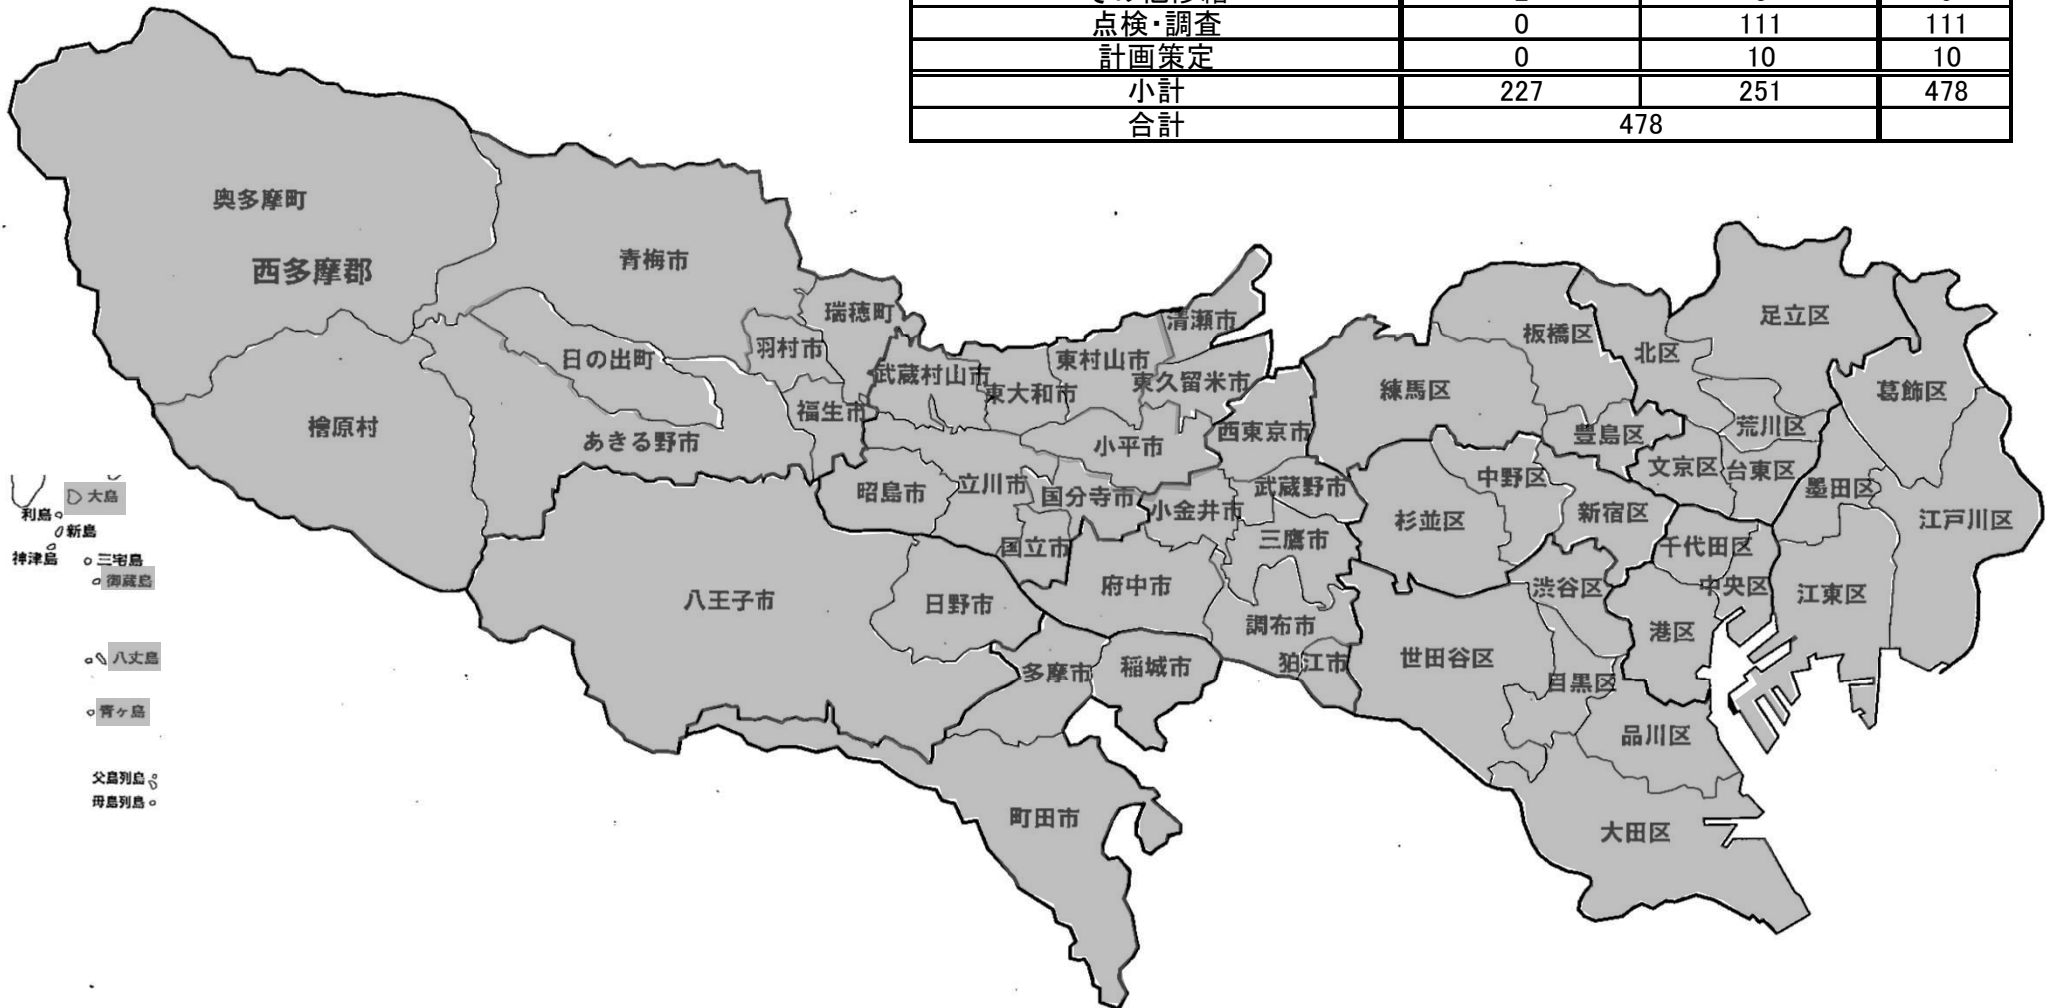 点検・調査 0 111 111
計画策定 0 10 10
小計 227 251 478
合計 478
奥多摩町
西多摩郡
青梅市
瑞穂町
羽村市
日の出町
檜原村
あきる野市
福生市
武蔵村山市
東大和市
東村山市
清瀬市
東久留米市
小平市
西東京市
昭島市
立川市
国分寺市
小金井市
武蔵野市
国立市
三鷹市
府中市
調布市
狛江市
八王子市
日野市
多摩市
稲城市
町田市
板橋区
北区
足立区
練馬区
豊島区
荒川区
葛飾区
文京区
台東区
墨田区
江戸川区
中野区
杉並区
新宿区
千代田区
渋谷区
中央区
江東区
港区
世田谷区
目黒区
品川区
大田区
大島
利島
新島
神津島
三宅島
御蔵島
八丈島
青ヶ島
父島列島
母島列島